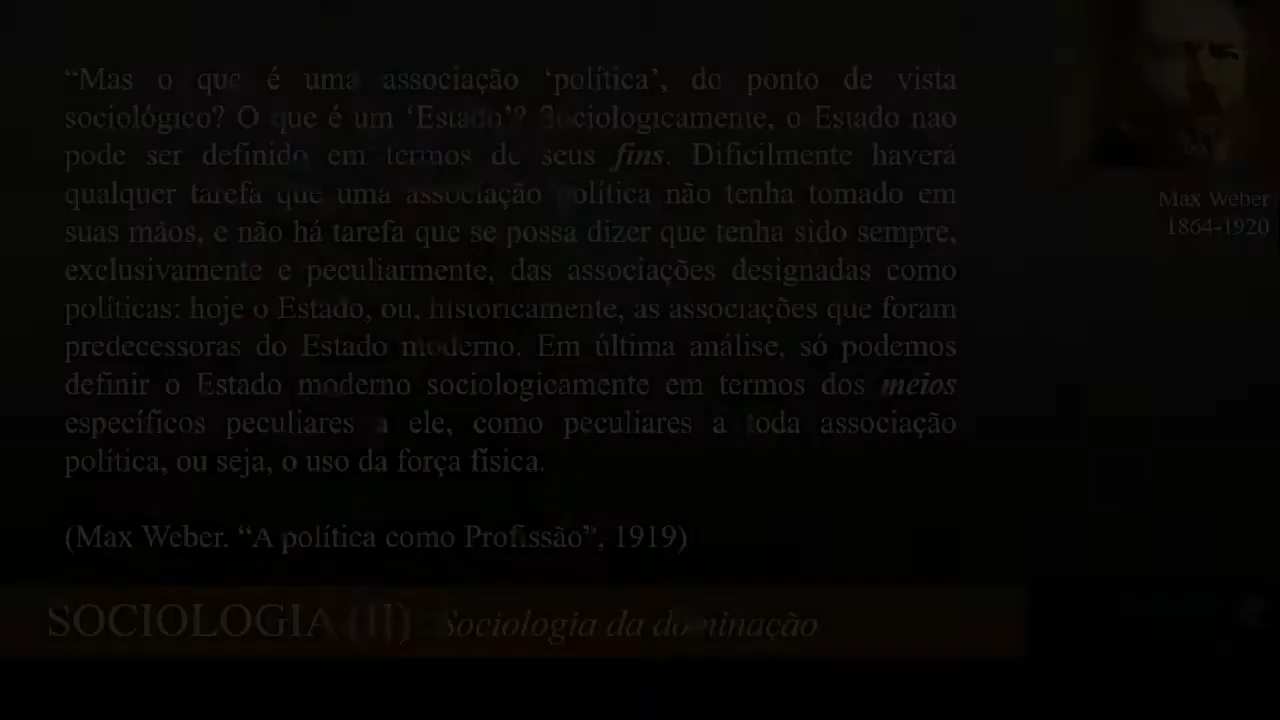 “Mas o que é uma associação ‘política’, do ponto de vista
sociológico? O que é um ‘Estado’? Sociologicamente, o Estado não
pode ser definido em termos de seus fins. Dificilmente haverá
qualquer tarefa que uma associação política não tenha tomado em
suas mãos, e não há tarefa que se possa dizer que tenha sido sempre,
exclusivamente e peculiarmente, das associações designadas como
políticas: hoje o Estado, ou, historicamente, as associações que foram
predecessoras do Estado moderno. Em última análise, só podemos
definir o Estado moderno sociologicamente em termos dos meios
específicos peculiares a ele, como peculiares a toda associação
política, ou seja, o uso da força física.
(Max Weber. “A política como Profissão”, 1919)
Max Weber
1864-1920
SOCIOLOGIA (II) Sociologia da dominação